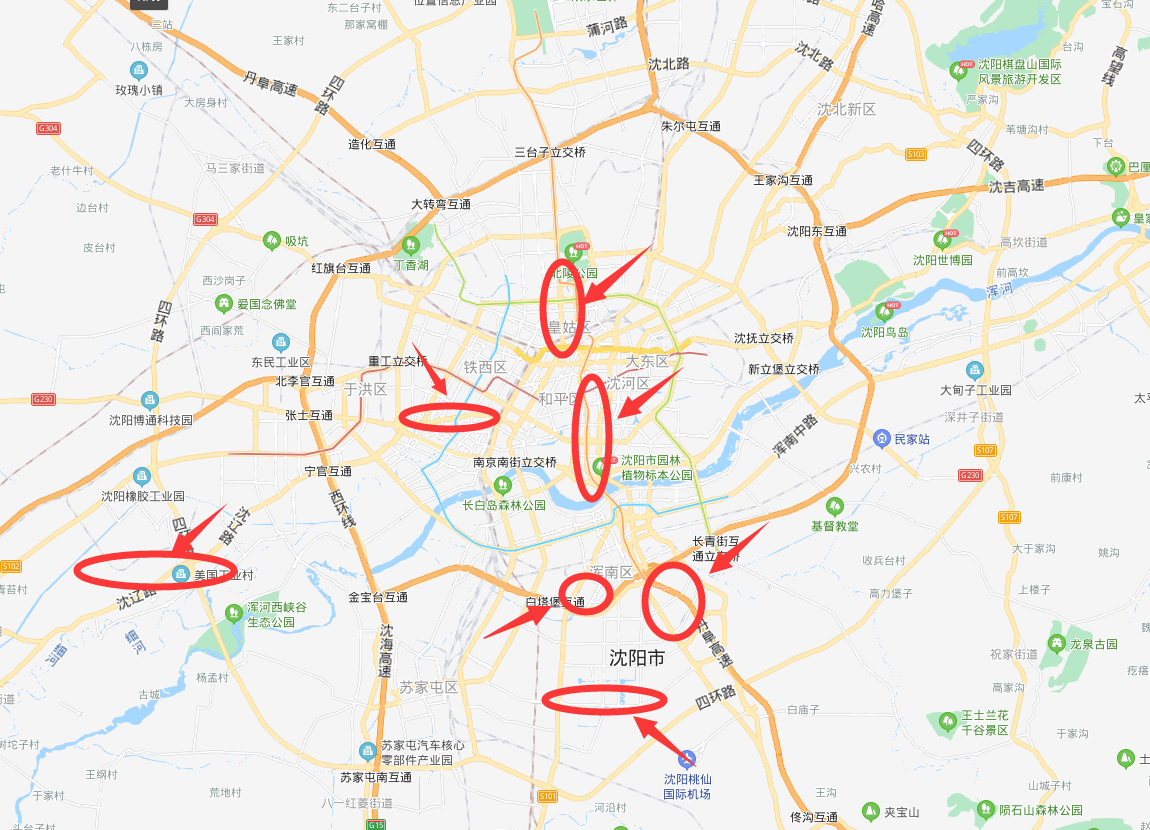 东二台子村
位置信息产业园
蒲河路
三站
那家窝棚
宝石沟
八栋房
王家村
沈北路
沈北路
台沟
高望线
哈高速
玫瑰小镇
丹阜高速
四环路
HOT
沈阳棋盘山国际
风景旅游开发区
大房身村
沈北新区
严家沟
G304
朱尔屯互通
苇塘沟村
造化互通
三台子立交桥
S103
四环路
下台
老什牛村
马三家街道
王家沟互通
沈吉高速
巴厘
边台村
大转弯互通
G304
沈阳东互通
皇家
吸坑
丁香湖
HOT
高坎街道
皮台村
HOT
北陵公园
沈阳世博园
红旗台互通
前高坎
西沙岗子
浑河
爱国念佛堂
四环路
HOT
西阎家荒
皇姑区
沈阳鸟岛
东民工业区
重工立交桥
铁西区
大东区
沈抚立交桥
新立堡立交桥
北李官互通
于洪区
沈河区
大甸子工业园
G230
和平区
太平
沈阳博通科技园
张士互通
深井子街道
浑南中路
民家站
S107
南京南街立交桥
沈阳市园林
植物标本公园
宁官互通
兴农村
G230
前康村
沈阳橡胶工业园
西环线
长白岛森林公园
沈辽路
四环
基督教堂
S107
长青街互
通立交桥
大于家沟
姚沟
S102
收兵台村
美国工业村
浑南区
青苔村
沈辽路
金宝台互通
白塔堡互通
高力堡子
上楼子
浑河西峡谷
生态公园
丹阜高速
细河
细河
沈海高速
沈阳市
龙泉古园
祝家街道
杨孟村
苏家屯区
四环路
高家沟
古城
白庙子
王士兰花
千谷景区
于家沟
苏家屯汽车核心
零部件产业园
沈阳桃仙
国际机场
王纲村
苏家屯南互通
荒地村
S101
王沟
山城子村
于家村
八一红菱街道
河沿村
夹宝山
陨石山森林公园
佟沟互通
G15